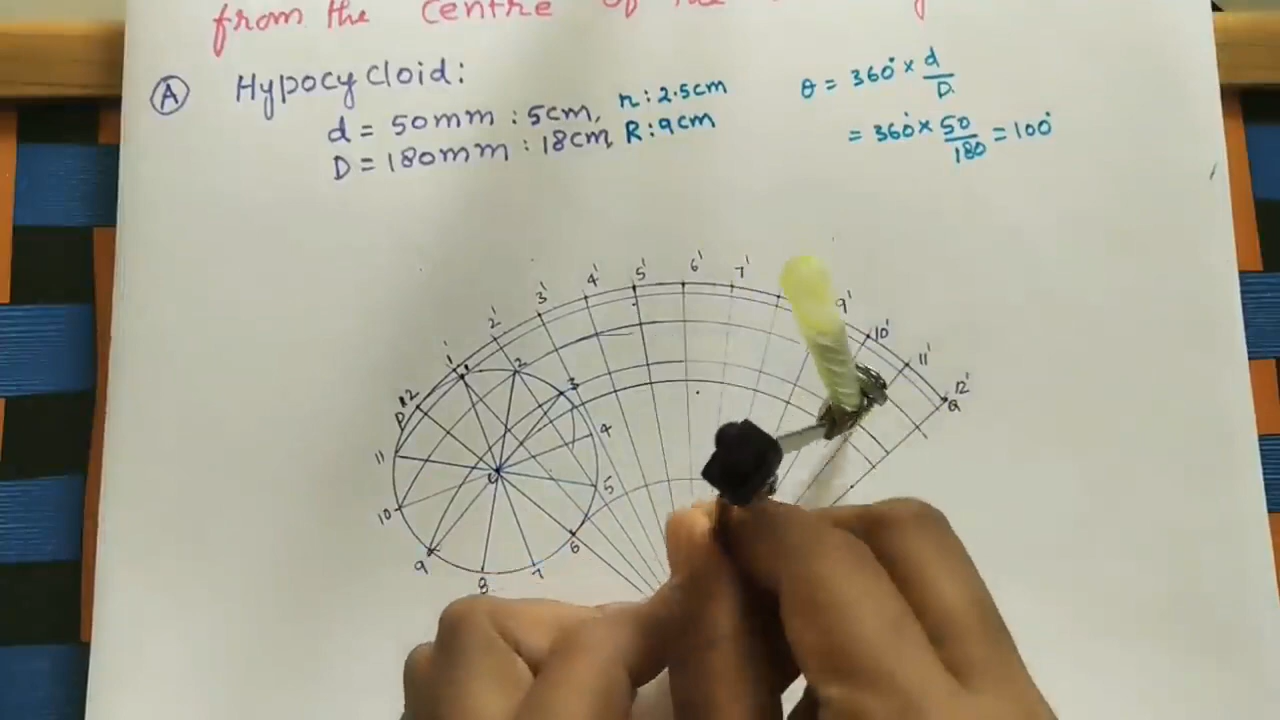 from the centre of the
A Hypocycloid:
d = 50mm : 5cm, r : 2.5cm
D = 180mm : 18cm R : 9cm
θ = 360° × d/D
= 360° × 50/180 = 100°
1' 2' 3' 4' 5' 6' 7' 9' 10' 11' 12'
P 12 1 2 3 4 5 6 7 8 9 10 11 C Q